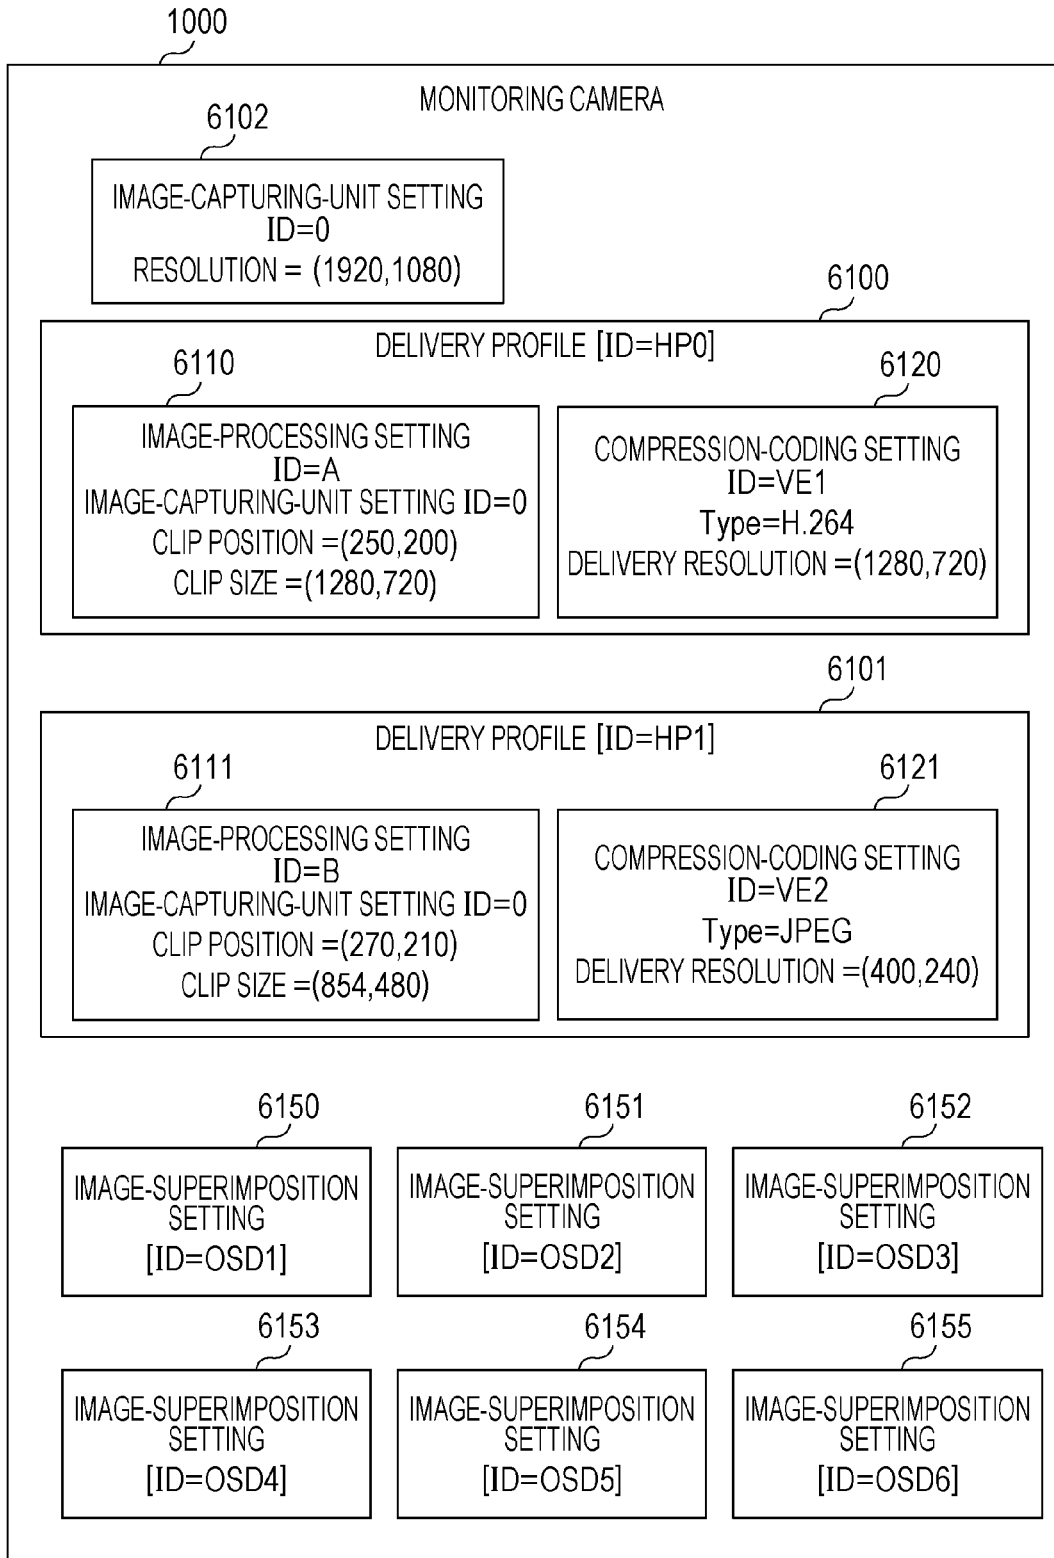 1000
MONITORING CAMERA
6102
IMAGE-CAPTURING-UNIT SETTING
ID=0
RESOLUTION = (1920,1080)
6100
DELIVERY PROFILE [ID=HP0]
6110
IMAGE-PROCESSING SETTING
ID=A
IMAGE-CAPTURING-UNIT SETTING ID=0
CLIP POSITION =(250,200)
CLIP SIZE =(1280,720)
6120
COMPRESSION-CODING SETTING
ID=VE1
Type=H.264
DELIVERY RESOLUTION =(1280,720)
6101
DELIVERY PROFILE [ID=HP1]
6111
IMAGE-PROCESSING SETTING
ID=B
IMAGE-CAPTURING-UNIT SETTING ID=0
CLIP POSITION =(270,210)
CLIP SIZE =(854,480)
6121
COMPRESSION-CODING SETTING
ID=VE2
Type=JPEG
DELIVERY RESOLUTION =(400,240)
6150
IMAGE-SUPERIMPOSITION
SETTING
[ID=OSD1]
6151
IMAGE-SUPERIMPOSITION
SETTING
[ID=OSD2]
6152
IMAGE-SUPERIMPOSITION
SETTING
[ID=OSD3]
6153
IMAGE-SUPERIMPOSITION
SETTING
[ID=OSD4]
6154
IMAGE-SUPERIMPOSITION
SETTING
[ID=OSD5]
6155
IMAGE-SUPERIMPOSITION
SETTING
[ID=OSD6]